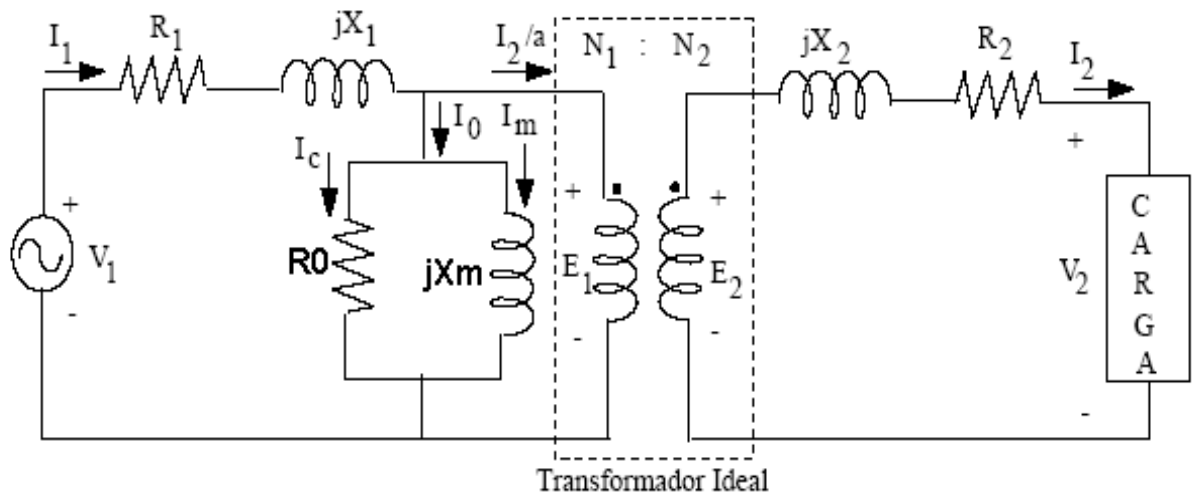 I1
R1
jX1
I2/a
N1 : N2
jX2
R2
I2
Ic
I0
Im
+
V1
-
R0
jXm
+
E1
-
+
E2
-
+
V2
-
CARGA
Transformador Ideal